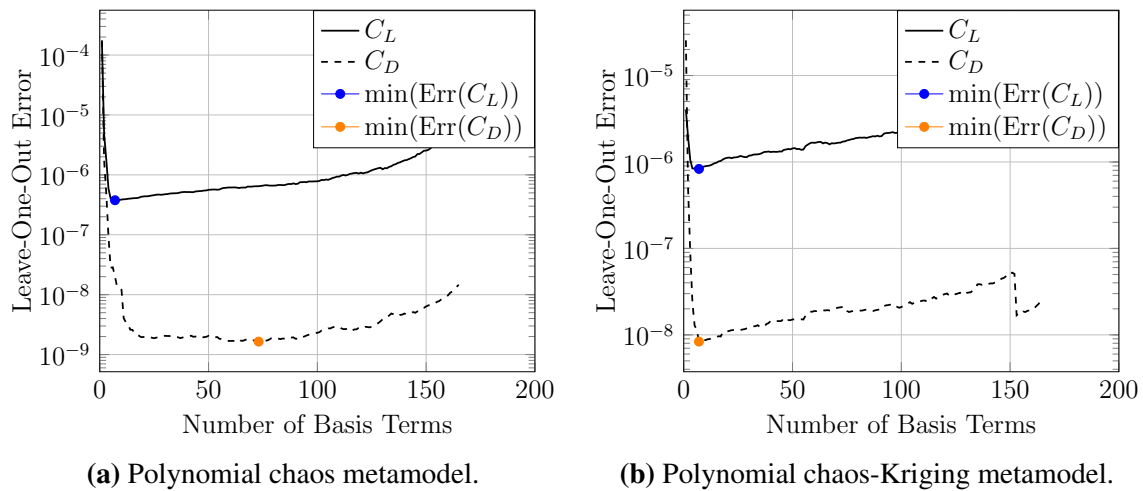 C_L
C_D
min(Err(C_L))
min(Err(C_D))
10^−4
10^−5
10^−6
10^−7
10^−8
10^−9
Leave-One-Out Error
0
50
100
150
200
Number of Basis Terms
(a) Polynomial chaos metamodel.
C_L
C_D
min(Err(C_L))
min(Err(C_D))
10^−5
10^−6
10^−7
10^−8
Leave-One-Out Error
0
50
100
150
200
Number of Basis Terms
(b) Polynomial chaos-Kriging metamodel.